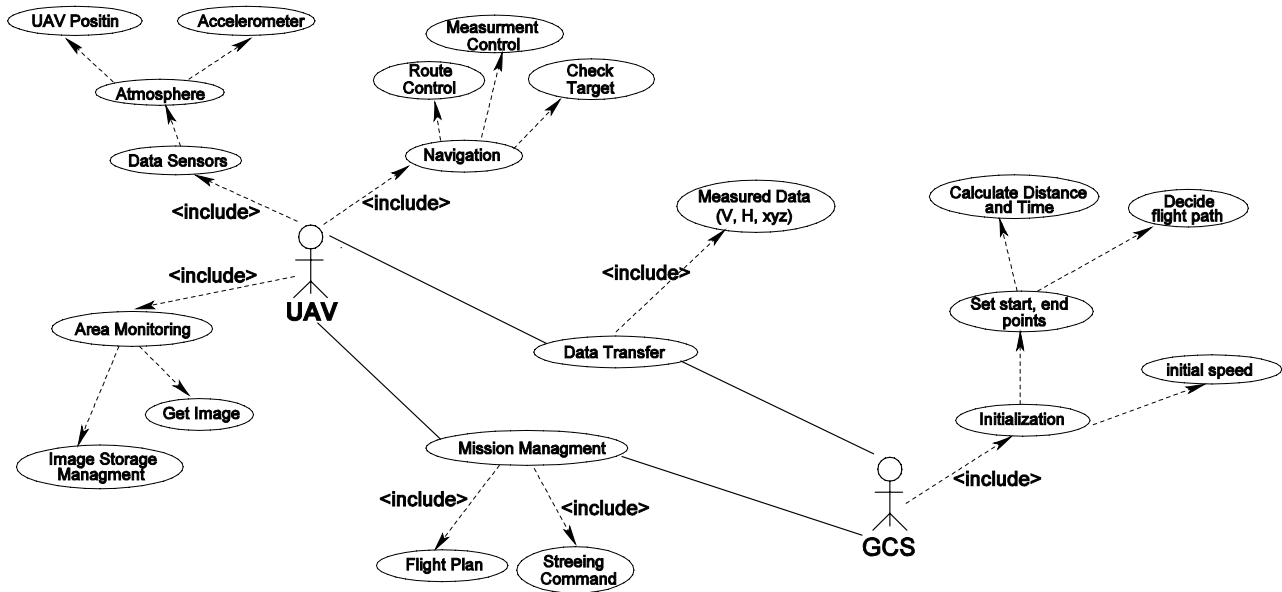 UAV Positin
Accelerometer
Measurment
Control
Route
Control
Check
Target
Atmosphere
Data Sensors
Navigation
<include>
<include>
Measured Data
(V, H, xyz)
Calculate Distance
and Time
Decide
flight path
<include>
<include>
UAV
Area Monitoring
Set start, end
points
Data Transfer
initial speed
Get Image
Initialization
Image Storage
Managment
Mission Managment
<include>
<include>
<include>
GCS
Flight Plan
Streeing
Command